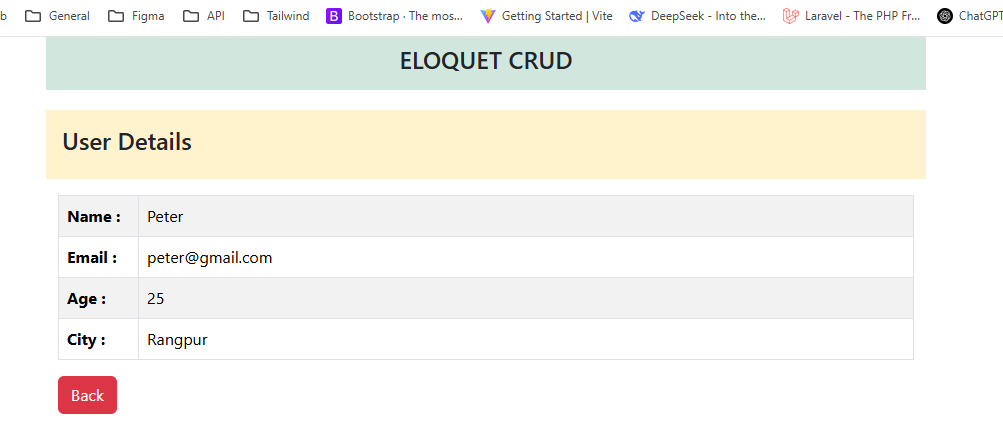 b General Figma API Tailwind Bootstrap · The mos... Getting Started | Vite DeepSeek - Into the... Laravel - The PHP Fr... ChatGPT
ELOQUET CRUD
User Details
Name : Peter
Email : peter@gmail.com
Age : 25
City : Rangpur
Back